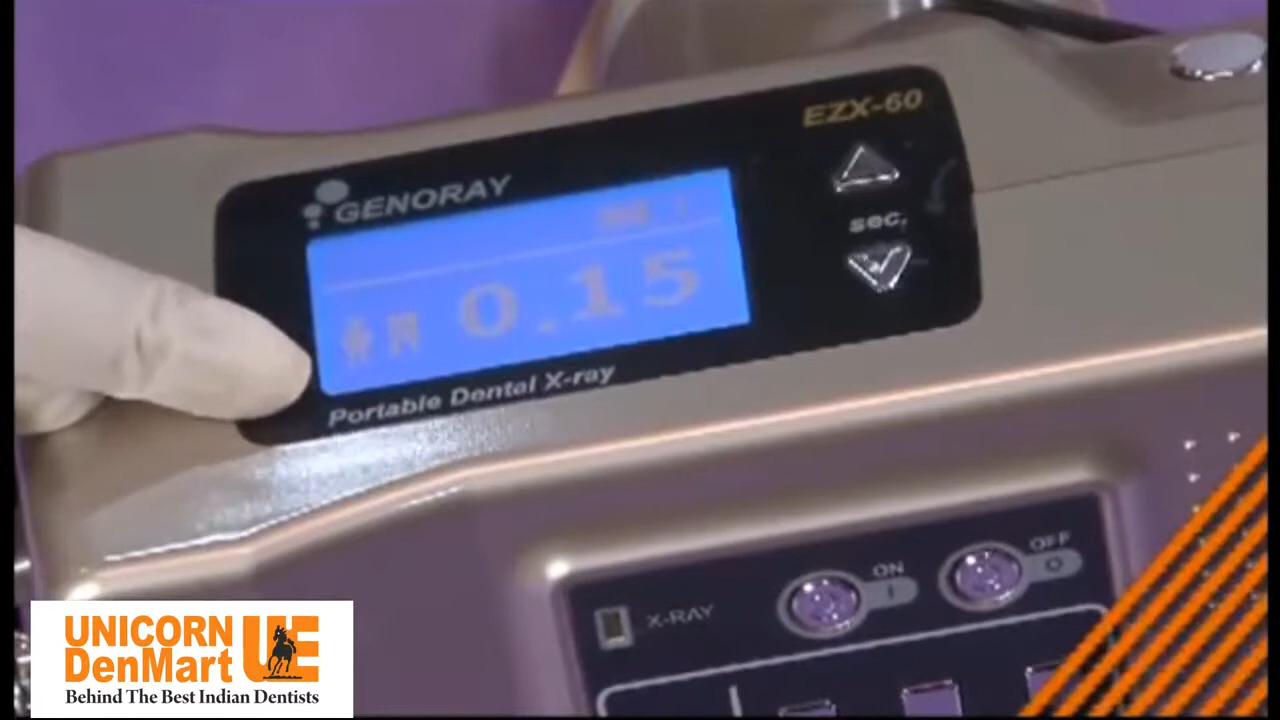 EZX-60
GENORAY
sec.
0.15
Portable Dental X-ray
ON
I
OFF
O
X-RAY
UNICORN
DenMart
UE
Behind The Best Indian Dentists